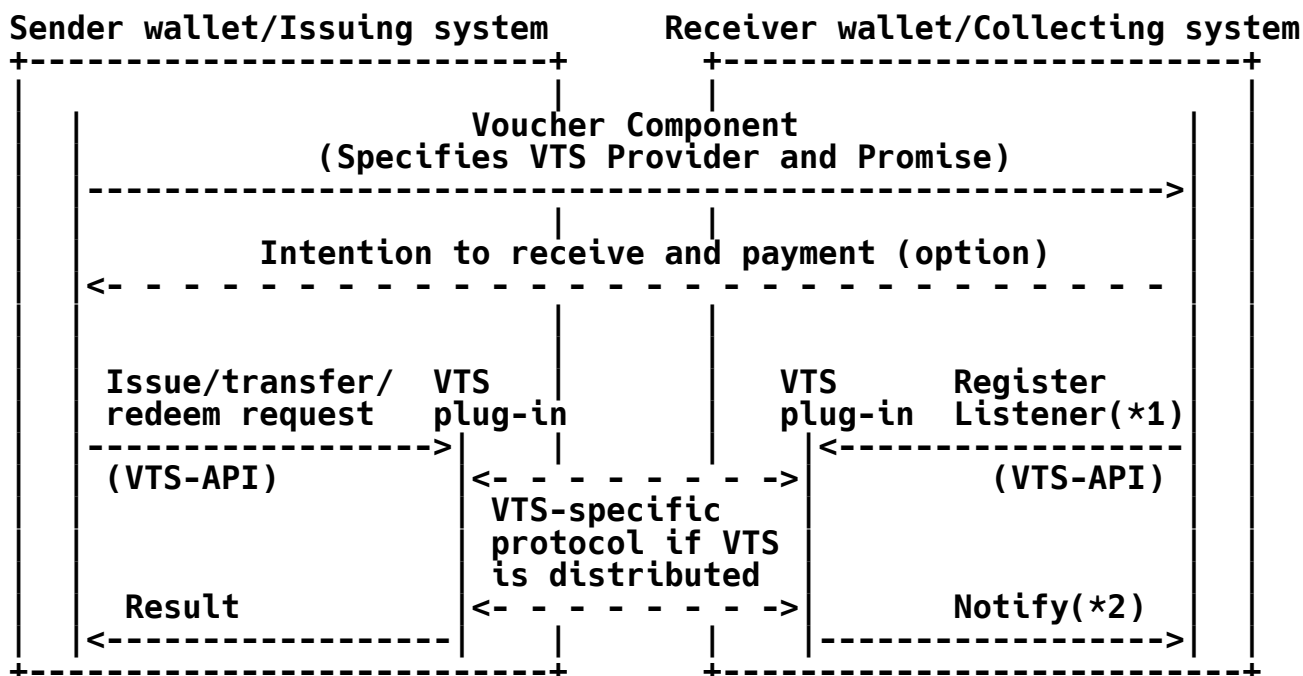 Sender wallet/Issuing system Receiver wallet/Collecting system
Voucher Component
(Specifies VTS Provider and Promise)
Intention to receive and payment (option)
Issue/transfer/ VTS VTS Register
redeem request plug-in plug-in Listener(*1)
(VTS-API) (VTS-API)
VTS-specific
protocol if VTS
is distributed
Result Notify(*2)